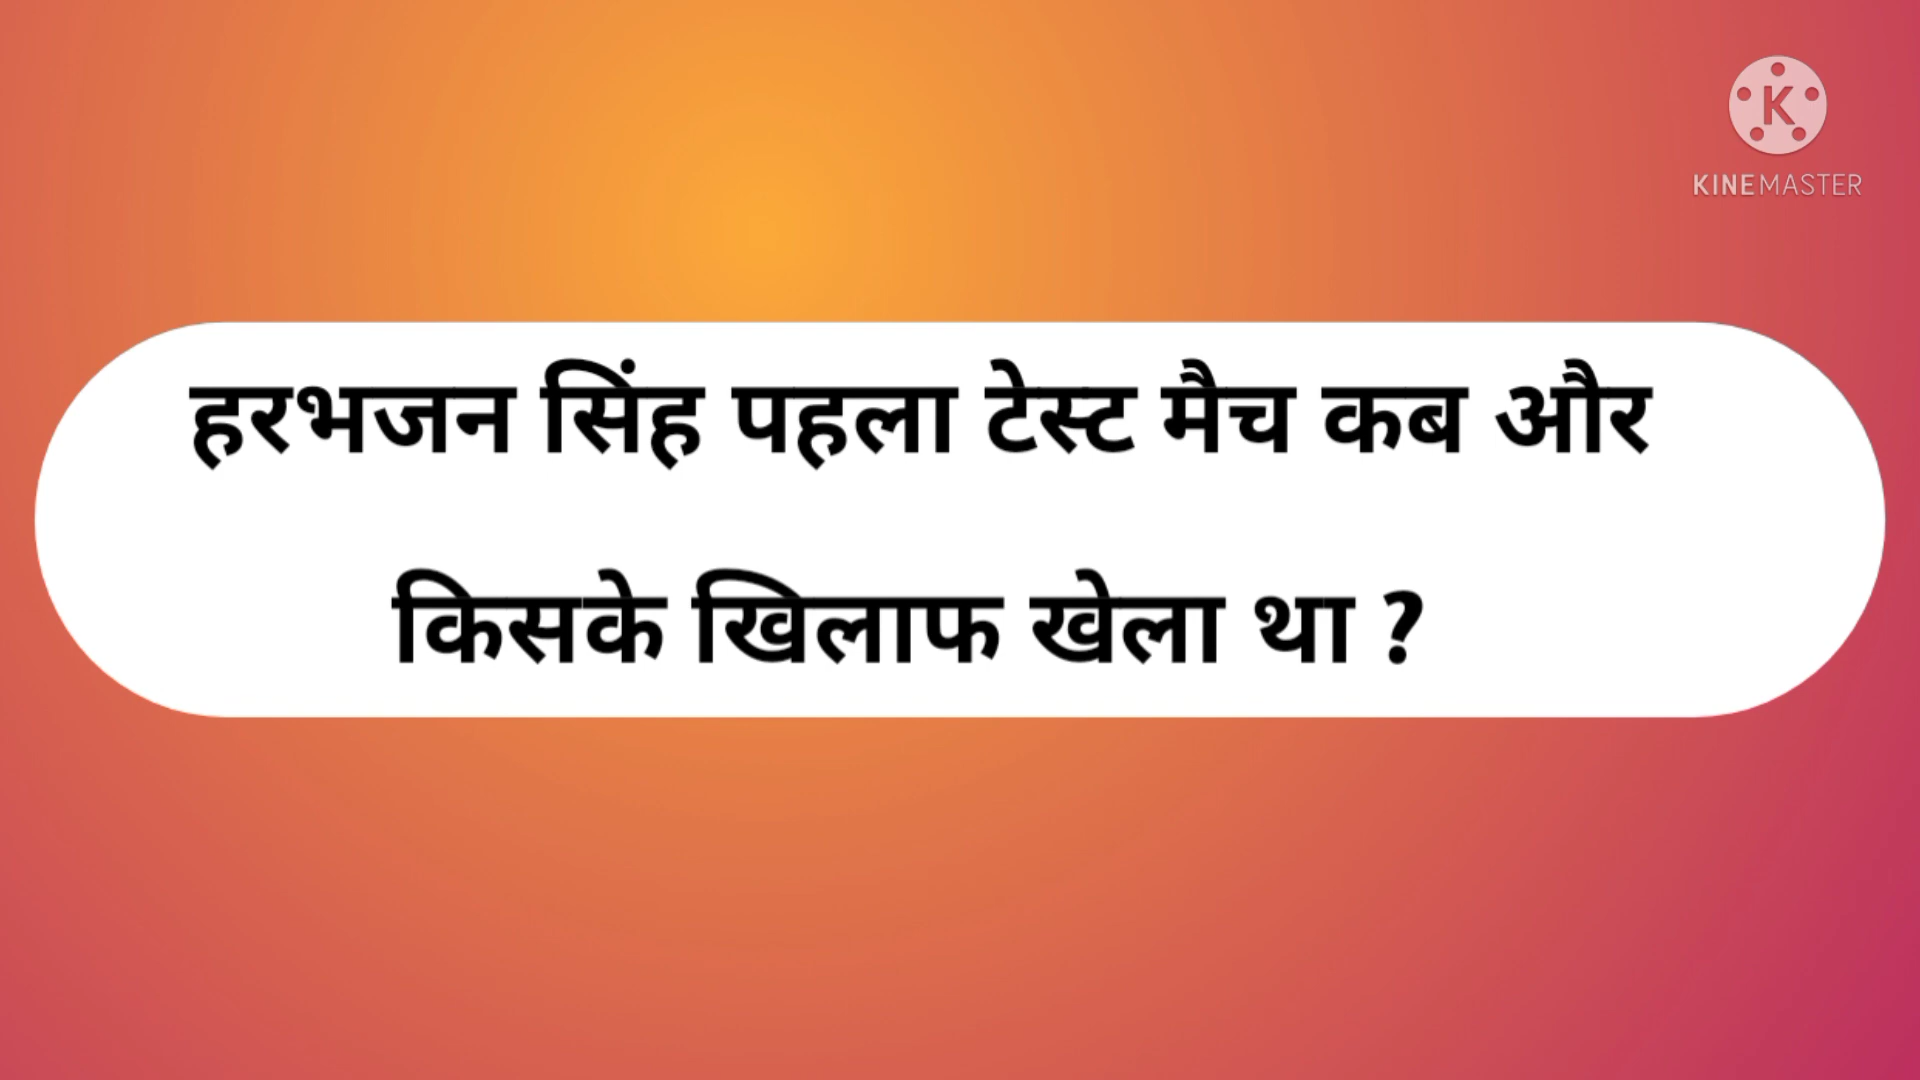 K
KINEMASTER
हरभजन सिंह पहला टेस्ट मैच कब और
किसके खिलाफ खेला था ?